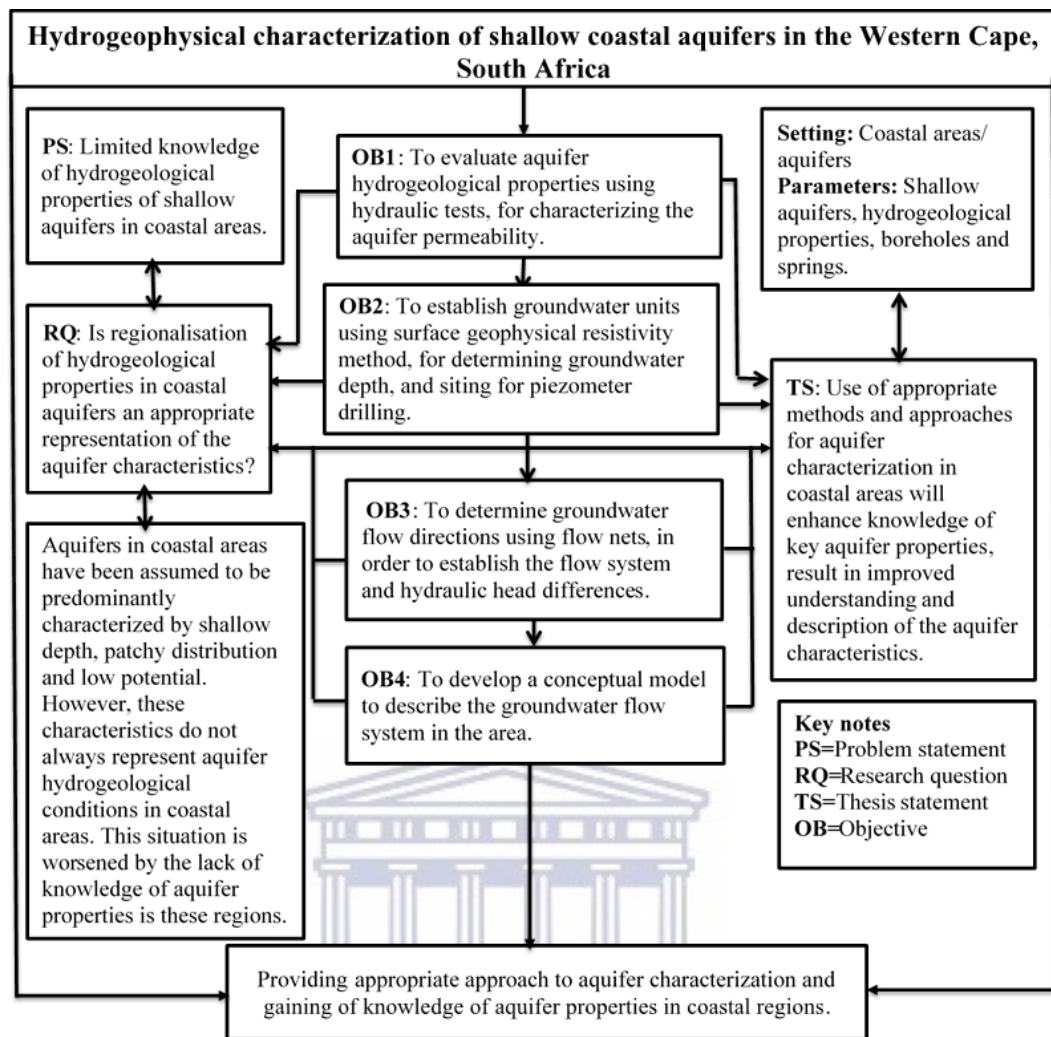 Hydrogeophysical characterization of shallow coastal aquifers in the Western Cape,
South Africa
PS: Limited knowledge
of hydrogeological
properties of shallow
aquifers in coastal areas.
OB1: To evaluate aquifer
hydrogeological properties using
hydraulic tests, for characterizing the
aquifer permeability.
Setting: Coastal areas/
aquifers
Parameters: Shallow
aquifers, hydrogeological
properties, boreholes and
springs.
RQ: Is regionalisation
of hydrogeological
properties in coastal
aquifers an appropriate
representation of the
aquifer characteristics?
OB2: To establish groundwater units
using surface geophysical resistivity
method, for determining groundwater
depth, and siting for piezometer
drilling.
TS: Use of appropriate
methods and approaches
for aquifer
characterization in
coastal areas will
enhance knowledge of
key aquifer properties,
result in improved
understanding and
description of the aquifer
characteristics.
OB3: To determine groundwater
flow directions using flow nets, in
order to establish the flow system
and hydraulic head differences.
Aquifers in coastal areas
have been assumed to be
predominantly
characterized by shallow
depth, patchy distribution
and low potential.
However, these
characteristics do not
always represent aquifer
hydrogeological
conditions in coastal
areas. This situation is
worsened by the lack of
knowledge of aquifer
properties is these regions.
OB4: To develop a conceptual model
to describe the groundwater flow
system in the area.
Key notes
PS=Problem statement
RQ=Research question
TS=Thesis statement
OB=Objective
Providing appropriate approach to aquifer characterization and
gaining of knowledge of aquifer properties in coastal regions.